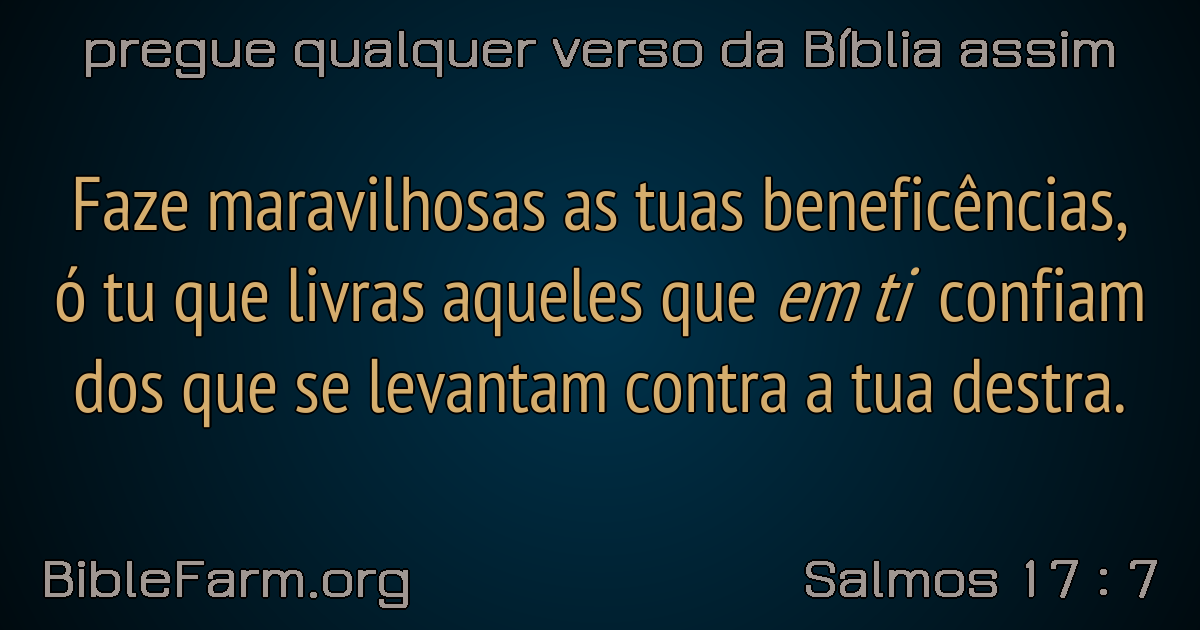 pregue qualquer verso da Bíblia assim
Faze maravilhosas as tuas beneficências,
ó tu que livras aqueles que em ti confiam
dos que se levantam contra a tua destra.
BibleFarm.org
Salmos 17 : 7